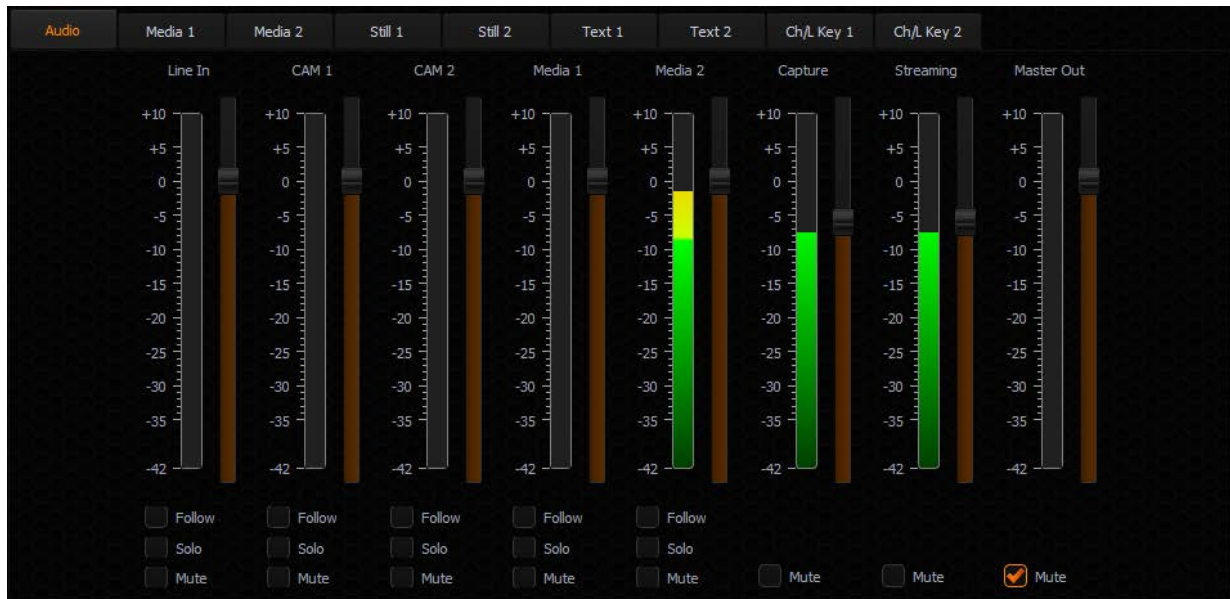 Audio Media 1 Media 2 Still 1 Still 2 Text 1 Text 2 Ch/L Key 1 Ch/L Key 2
Line In CAM 1 CAM 2 Media 1 Media 2 Capture Streaming Master Out
+10 +10 +10 +10 +10 +10 +10 +10
+5 +5 +5 +5 +5 +5 +5 +5
0 0 0 0 0 0 0 0
-5 -5 -5 -5 -5 -5 -5 -5
-10 -10 -10 -10 -10 -10 -10 -10
-15 -15 -15 -15 -15 -15 -15 -15
-20 -20 -20 -20 -20 -20 -20 -20
-25 -25 -25 -25 -25 -25 -25 -25
-30 -30 -30 -30 -30 -30 -30 -30
-35 -35 -35 -35 -35 -35 -35 -35
-42 -42 -42 -42 -42 -42 -42 -42
Follow Follow Follow Follow Follow
Solo Solo Solo Solo Solo
Mute Mute Mute Mute Mute Mute Mute Mute